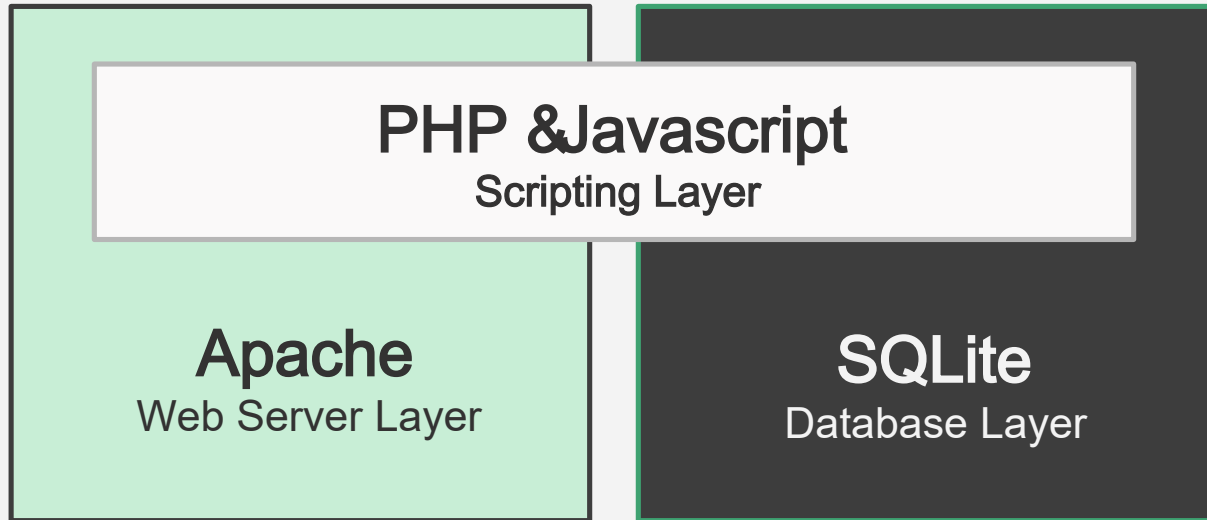 PHP &Javascript
Scripting Layer
Apache
Web Server Layer
SQLite
Database Layer